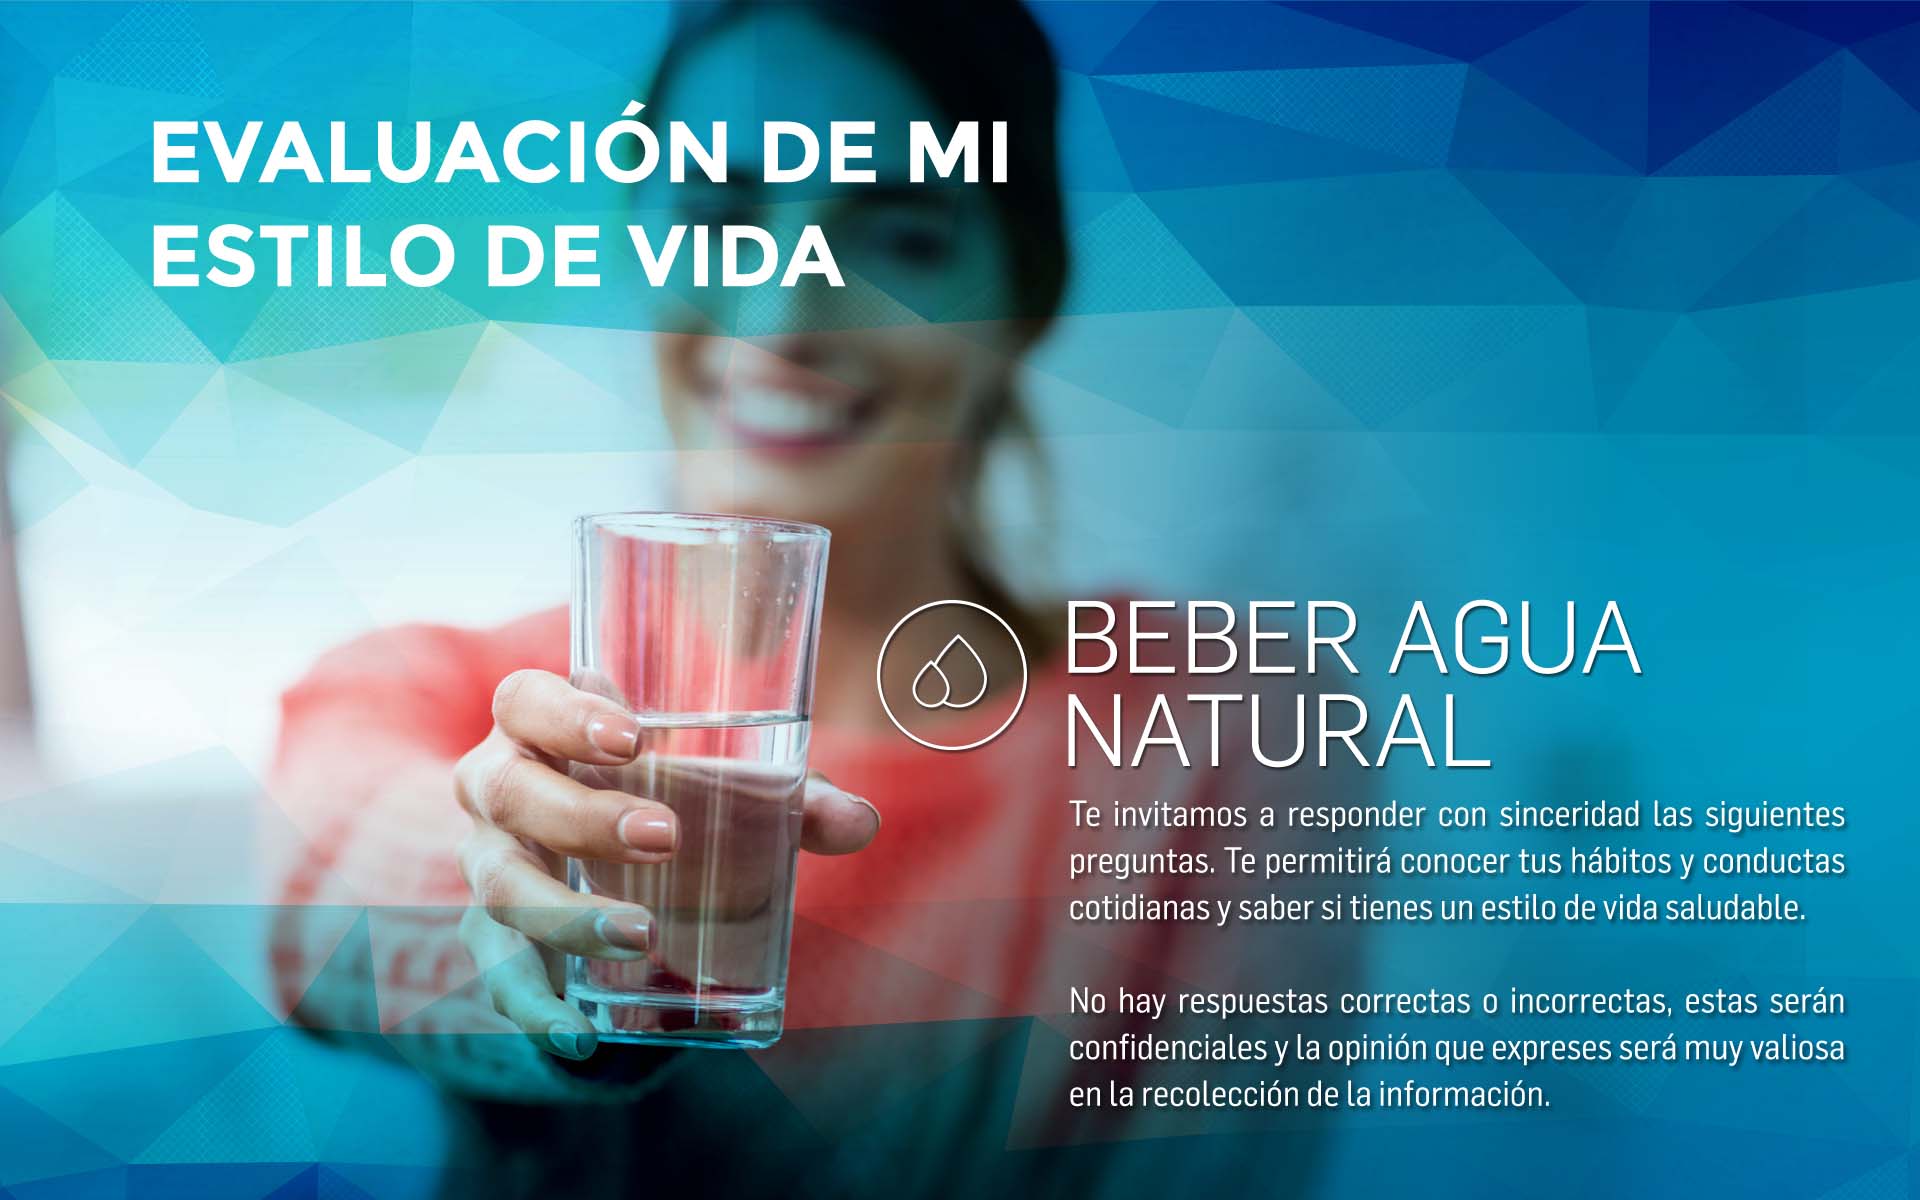 EVALUACIÓN DE MI
ESTILO DE VIDA
BEBER AGUA
NATURAL
Te invitamos a responder con sinceridad las siguientes
preguntas. Te permitirá conocer tus hábitos y conductas
cotidianas y saber si tienes un estilo de vida saludable.
No hay respuestas correctas o incorrectas, estas serán
confidenciales y la opinión que expreses será muy valiosa
en la recolección de la información.